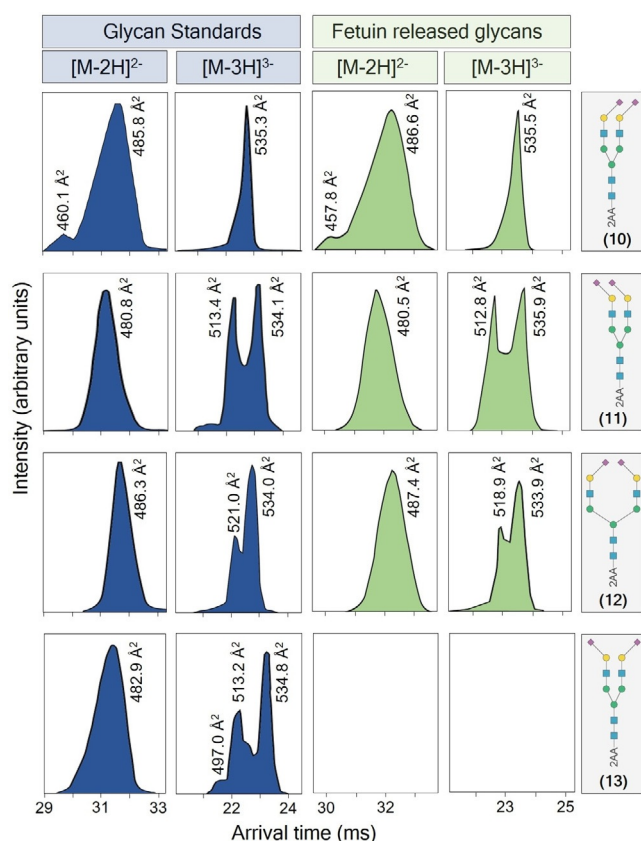 Glycan Standards
Fetuin released glycans
[M-2H]²⁻
[M-3H]³⁻
[M-2H]²⁻
[M-3H]³⁻
460.1 Å²
485.8 Å²
535.3 Å²
457.8 Å²
486.6 Å²
535.5 Å²
2AA
(10)
480.8 Å²
513.4 Å²
534.1 Å²
480.5 Å²
512.8 Å²
535.9 Å²
2AA
(11)
Intensity (arbitrary units)
486.3 Å²
521.0 Å²
534.0 Å²
487.4 Å²
518.9 Å²
533.9 Å²
2AA
(12)
482.9 Å²
497.0 Å²
513.2 Å²
534.8 Å²
2AA
(13)
29 31 33 22 24 30 32 23 25
Arrival time (ms)